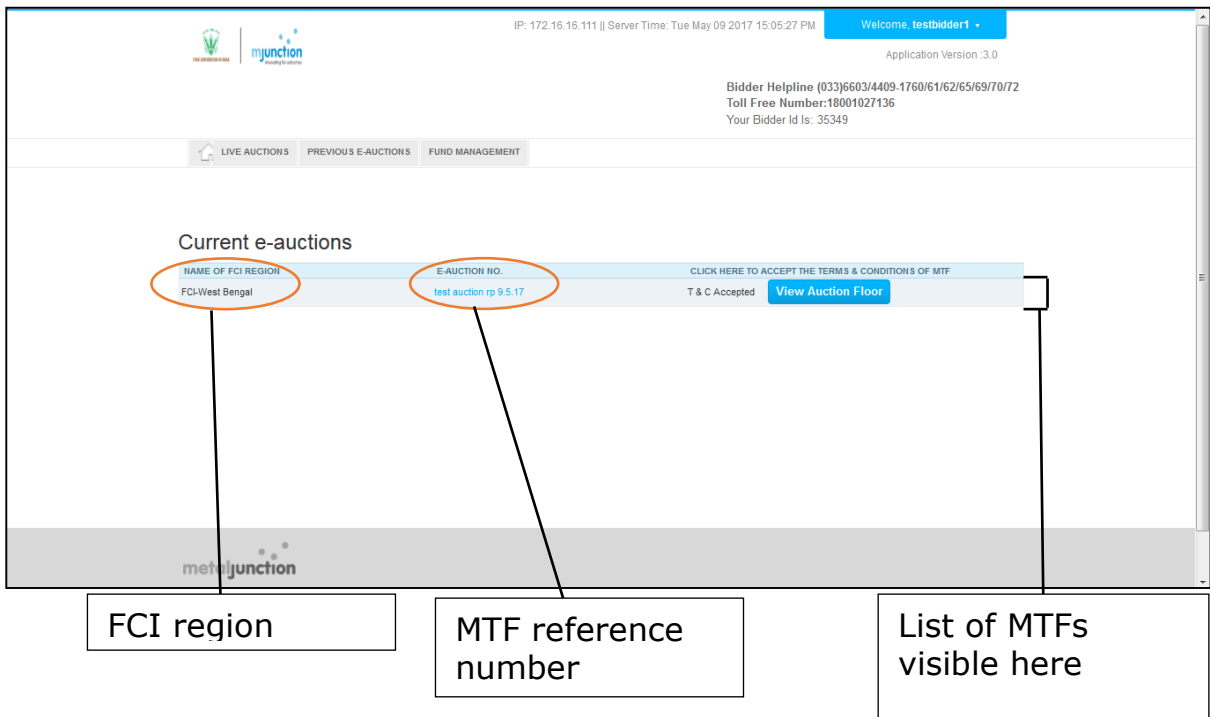 IP: 172.16.16.111 || Server Time: Tue May 09 2017 15:05:27 PM
Welcome, testbidder1
mjunction
Application Version :3.0
Bidder Helpline (033)6603/4409-1760/61/62/65/69/70/72
Toll Free Number:18001027136
Your Bidder Id Is: 35349
LIVE AUCTIONS PREVIOUS E-AUCTIONS FUND MANAGEMENT
Current e-auctions
NAME OF FCI REGION E-AUCTION NO. CLICK HERE TO ACCEPT THE TERMS & CONDITIONS OF MTF
FCI-West Bengal test auction rp 9.5.17 T & C Accepted View Auction Floor
metaljunction
FCI region
MTF reference
number
List of MTFs
visible here